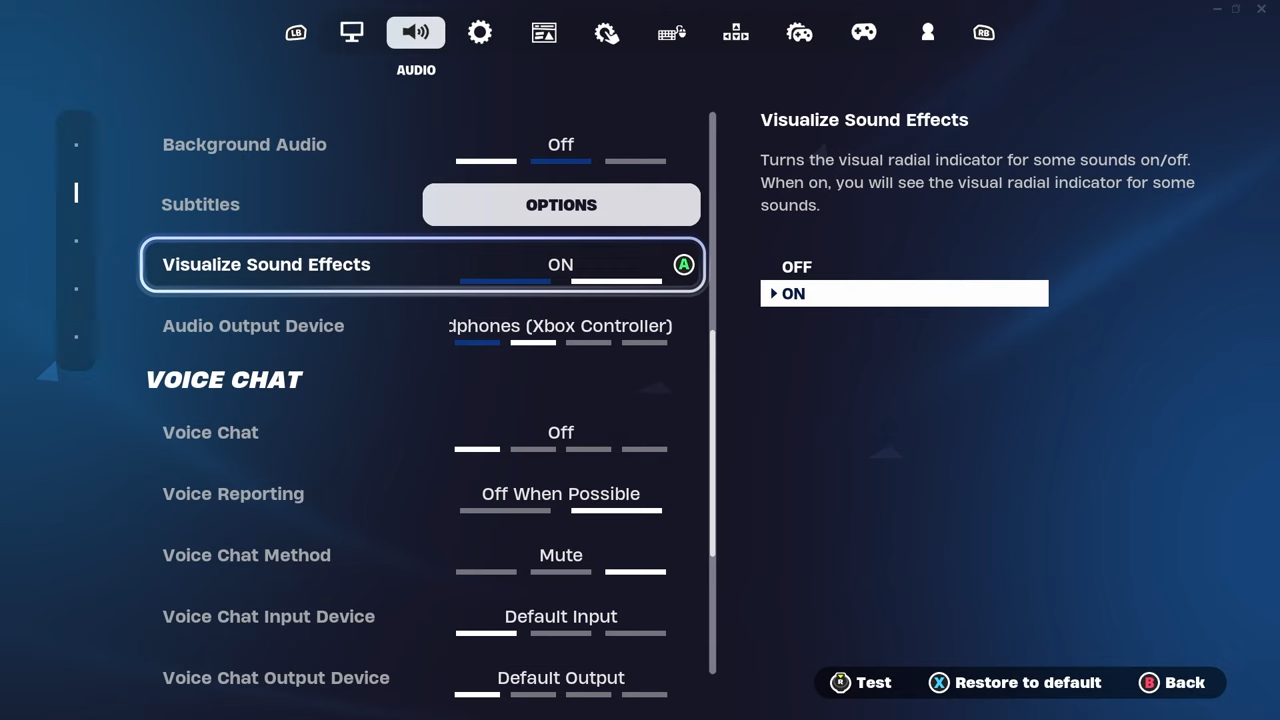 LB
RB
AUDIO
Background Audio
Off
Subtitles
OPTIONS
Visualize Sound Effects
ON
A
Audio Output Device
dphones (Xbox Controller)
VOICE CHAT
Voice Chat
Off
Voice Reporting
Off When Possible
Voice Chat Method
Mute
Voice Chat Input Device
Default Input
Voice Chat Output Device
Default Output
Visualize Sound Effects
Turns the visual radial indicator for some sounds on/off.
When on, you will see the visual radial indicator for some
sounds.
OFF
ON
R Test
X Restore to default
B Back